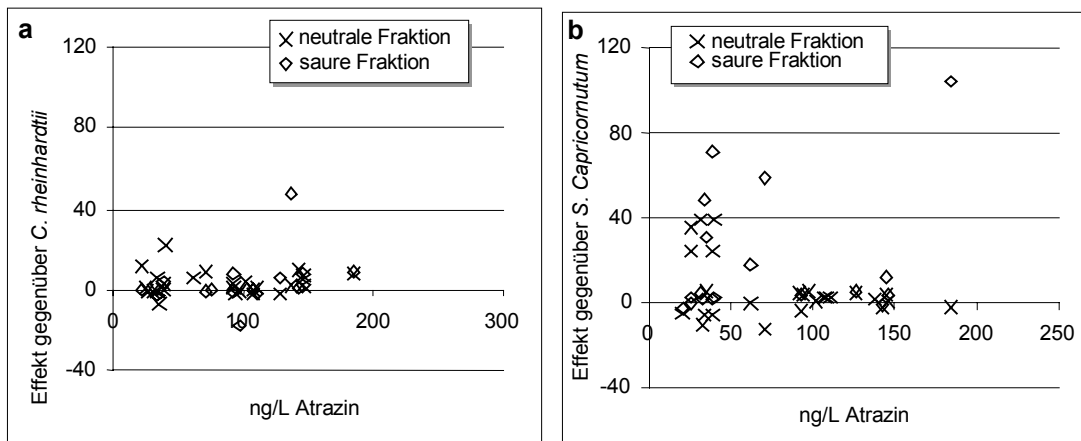 a
neutrale Fraktion
saure Fraktion
Effekt gegenüber C. rheinhardtii
120
80
40
0
-40
0
100
200
300
ng/L Atrazin
b
neutrale Fraktion
saure Fraktion
Effekt gegenüber S. Capricornutum
120
80
40
0
-40
0
50
100
150
200
250
ng/L Atrazin